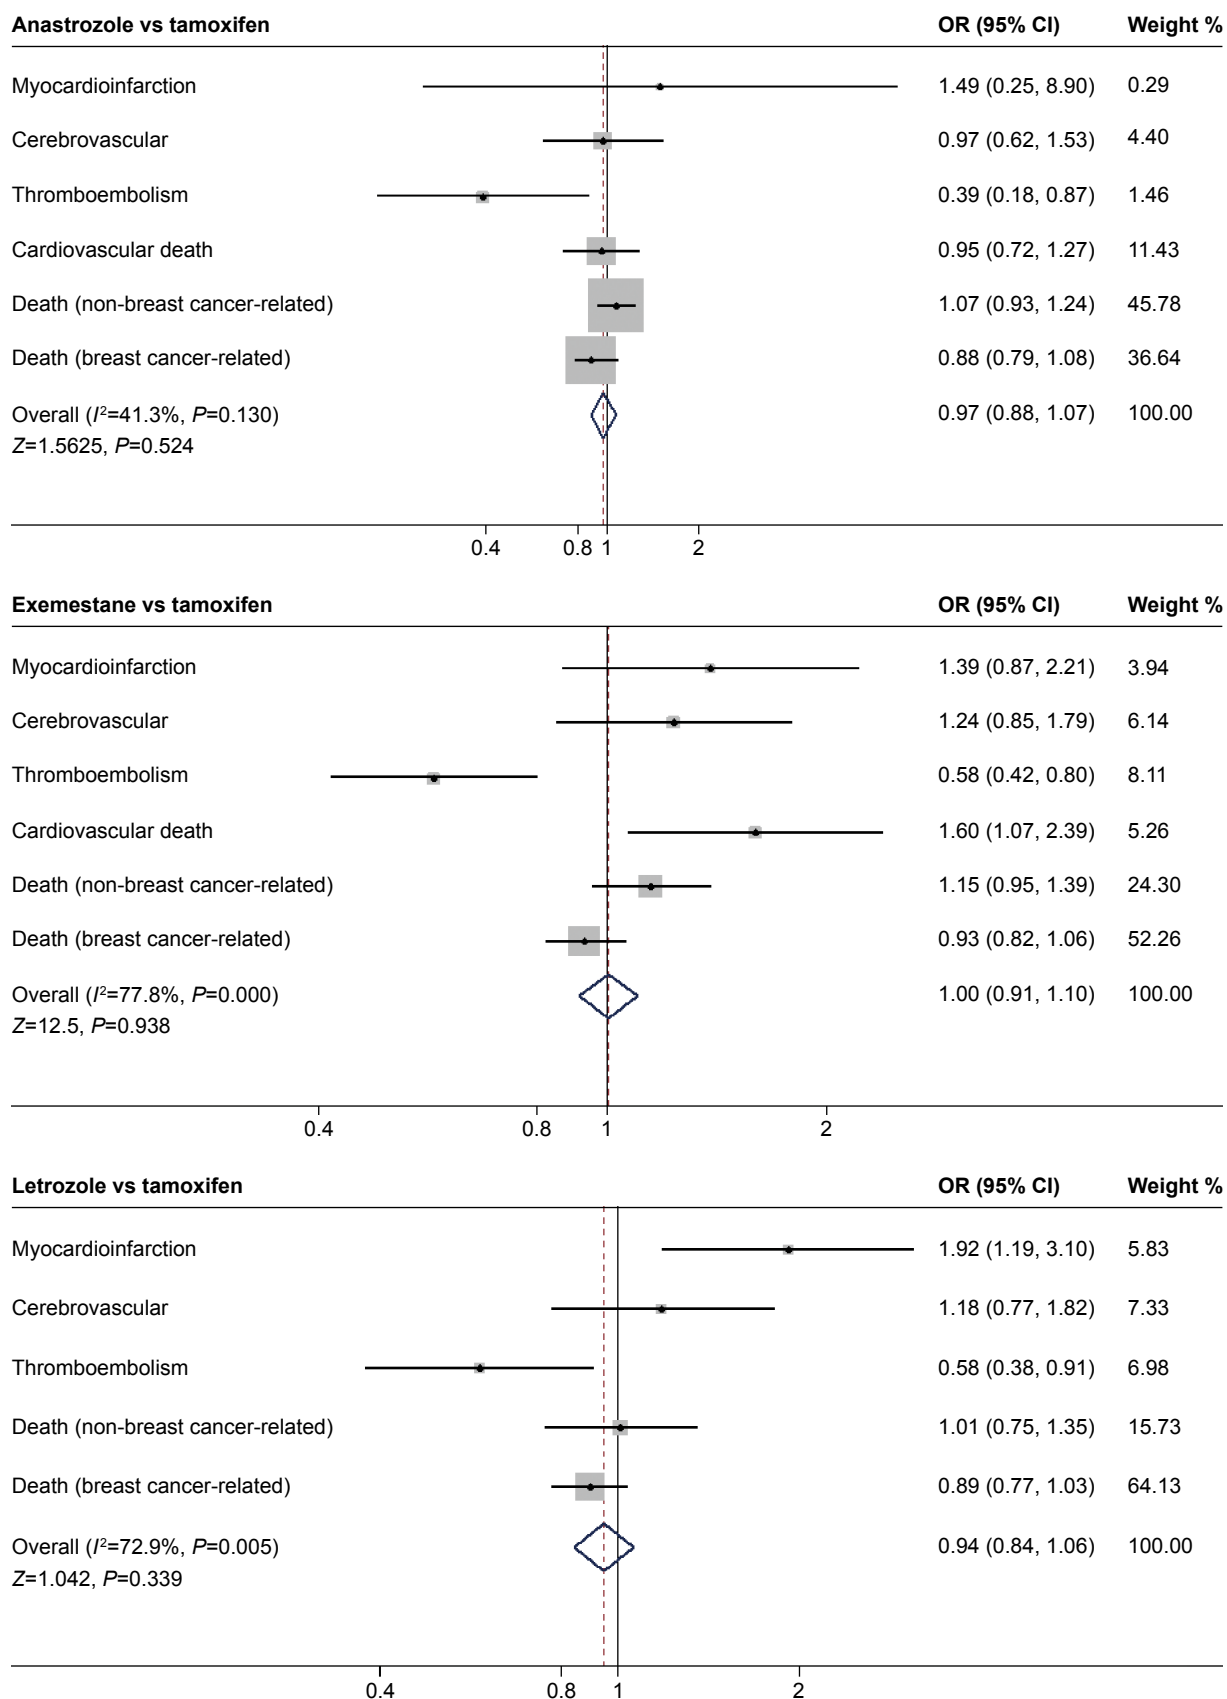 Anastrozole vs tamoxifen OR (95% CI) Weight %
Myocardioinfarction 1.49 (0.25, 8.90) 0.29
Cerebrovascular 0.97 (0.62, 1.53) 4.40
Thromboembolism 0.39 (0.18, 0.87) 1.46
Cardiovascular death 0.95 (0.72, 1.27) 11.43
Death (non-breast cancer-related) 1.07 (0.93, 1.24) 45.78
Death (breast cancer-related) 0.88 (0.79, 1.08) 36.64
Overall (I²=41.3%, P=0.130) 0.97 (0.88, 1.07) 100.00
Z=1.5625, P=0.524
0.4 0.8 1 2
Exemestane vs tamoxifen OR (95% CI) Weight %
Myocardioinfarction 1.39 (0.87, 2.21) 3.94
Cerebrovascular 1.24 (0.85, 1.79) 6.14
Thromboembolism 0.58 (0.42, 0.80) 8.11
Cardiovascular death 1.60 (1.07, 2.39) 5.26
Death (non-breast cancer-related) 1.15 (0.95, 1.39) 24.30
Death (breast cancer-related) 0.93 (0.82, 1.06) 52.26
Overall (I²=77.8%, P=0.000) 1.00 (0.91, 1.10) 100.00
Z=12.5, P=0.938
0.4 0.8 1 2
Letrozole vs tamoxifen OR (95% CI) Weight %
Myocardioinfarction 1.92 (1.19, 3.10) 5.83
Cerebrovascular 1.18 (0.77, 1.82) 7.33
Thromboembolism 0.58 (0.38, 0.91) 6.98
Death (non-breast cancer-related) 1.01 (0.75, 1.35) 15.73
Death (breast cancer-related) 0.89 (0.77, 1.03) 64.13
Overall (I²=72.9%, P=0.005) 0.94 (0.84, 1.06) 100.00
Z=1.042, P=0.339
0.4 0.8 1 2